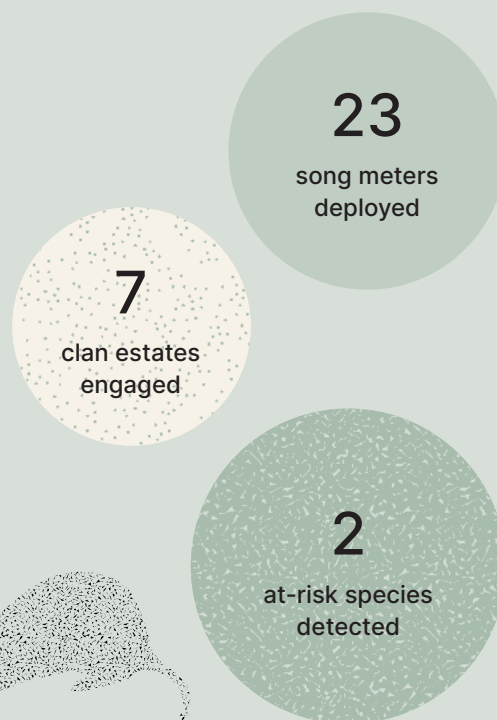 23
song meters
deployed
7
clan estates
engaged
2
at-risk species
detected